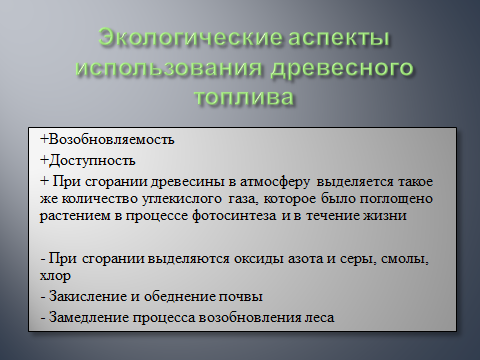 Экологические аспекты
использования древесного
топлива
+Возобновляемость
+Доступность
+ При сгорании древесины в атмосферу выделяется такое
же количество углекислого газа, которое было поглощено
растением в процессе фотосинтеза и в течение жизни
- При сгорании выделяются оксиды азота и серы, смолы,
хлор
- Закисление и обеднение почвы
- Замедление процесса возобновления леса